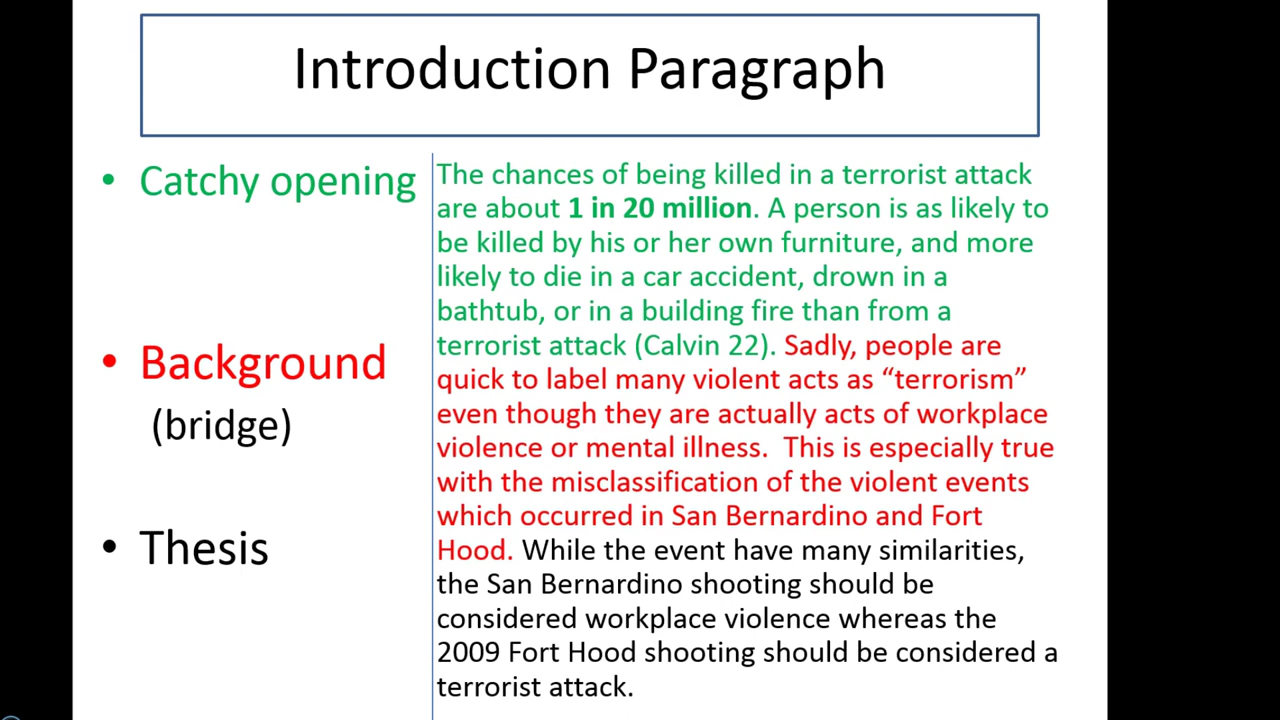 Introduction Paragraph
• Catchy opening
• Background
(bridge)
• Thesis
The chances of being killed in a terrorist attack
are about 1 in 20 million. A person is as likely to
be killed by his or her own furniture, and more
likely to die in a car accident, drown in a
bathtub, or in a building fire than from a
terrorist attack (Calvin 22). Sadly, people are
quick to label many violent acts as “terrorism”
even though they are actually acts of workplace
violence or mental illness.  This is especially true
with the misclassification of the violent events
which occurred in San Bernardino and Fort
Hood. While the event have many similarities,
the San Bernardino shooting should be
considered workplace violence whereas the
2009 Fort Hood shooting should be considered a
terrorist attack.